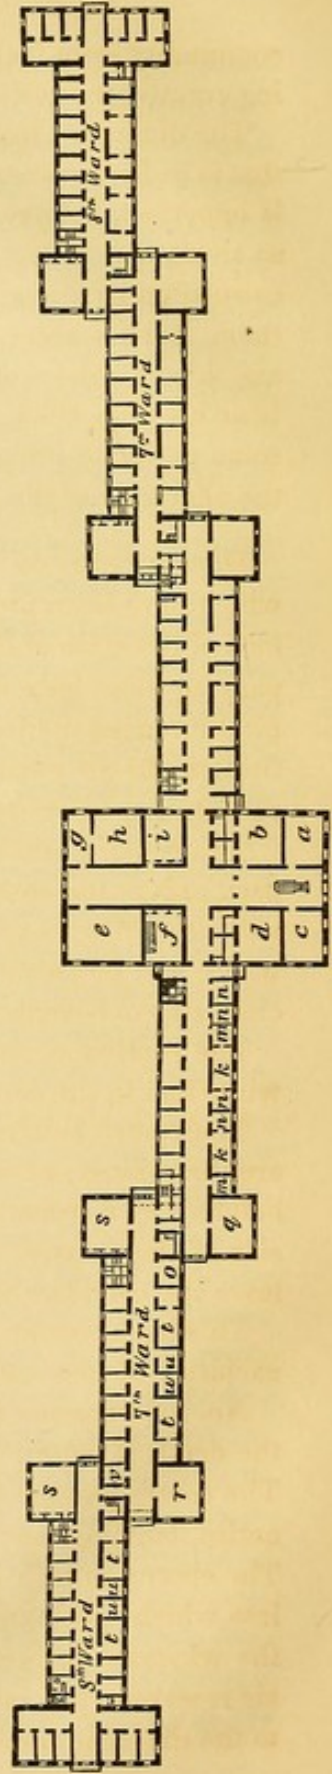 8th Ward
7th Ward
g h i b a
e f d c
m k n n k m n n
s q
7th Ward
t u u t o
s v r
8th Ward
t u u t